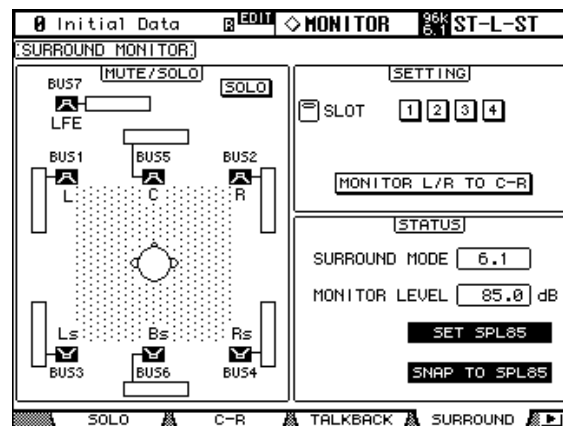 0 Initial Data R EDIT ◇MONITOR 96k 6.1 ST-L-ST
SURROUND MONITOR
MUTE/SOLO
SOLO
BUS7
LFE
BUS1 BUS5 BUS2
L C R
Ls Bs Rs
BUS3 BUS6 BUS4
SETTING
SLOT 1 2 3 4
MONITOR L/R TO C-R
STATUS
SURROUND MODE 6.1
MONITOR LEVEL 85.0 dB
SET SPL85
SNAP TO SPL85
SOLO C-R TALKBACK SURROUND